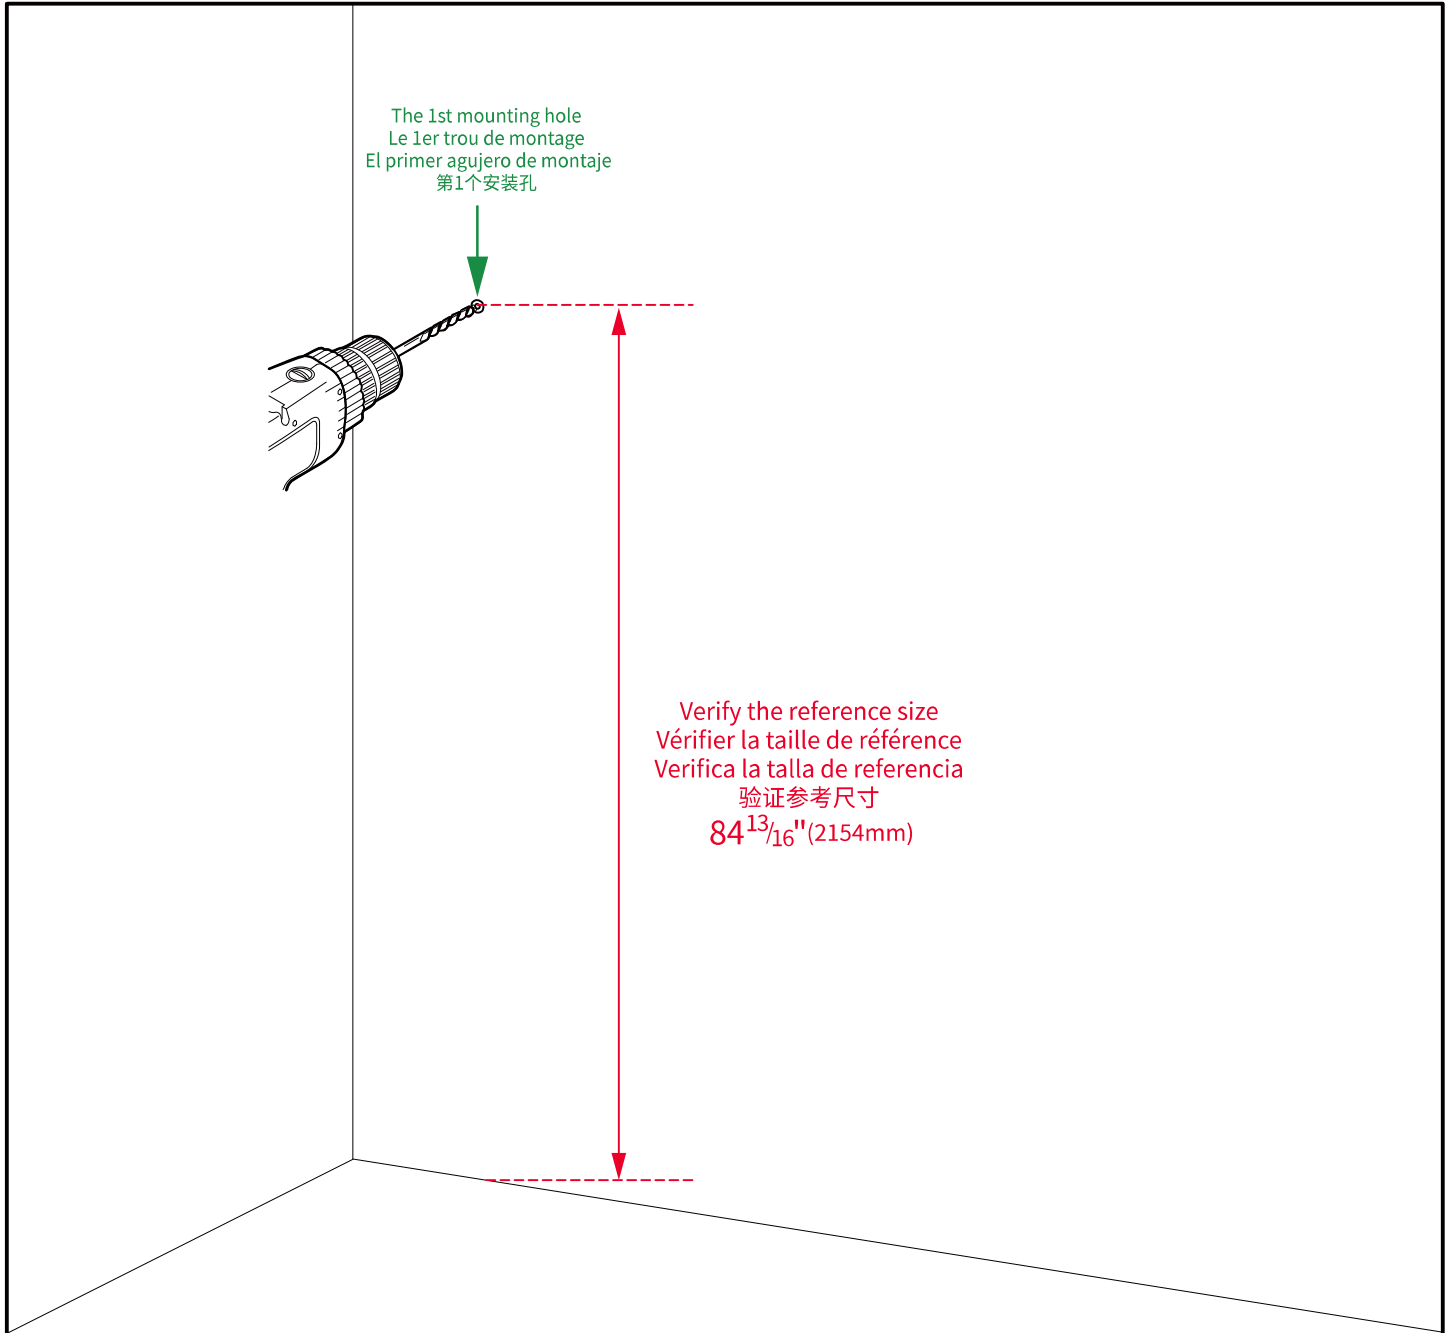 The 1st mounting hole
Le 1er trou de montage
El primer agujero de montaje
第1个安装孔
Verify the reference size
Vérifier la taille de référence
Verifica la talla de referencia
验证参考尺寸
84 13/16"(2154mm)